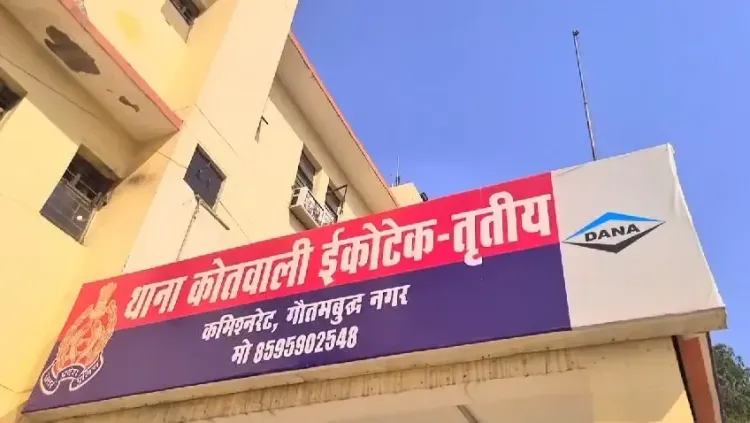 थाना कोतवाली ईकोटेक-तृतीय
कमिश्नरेट, गौतमबुद्ध नगर
मो 8595902548
DANA